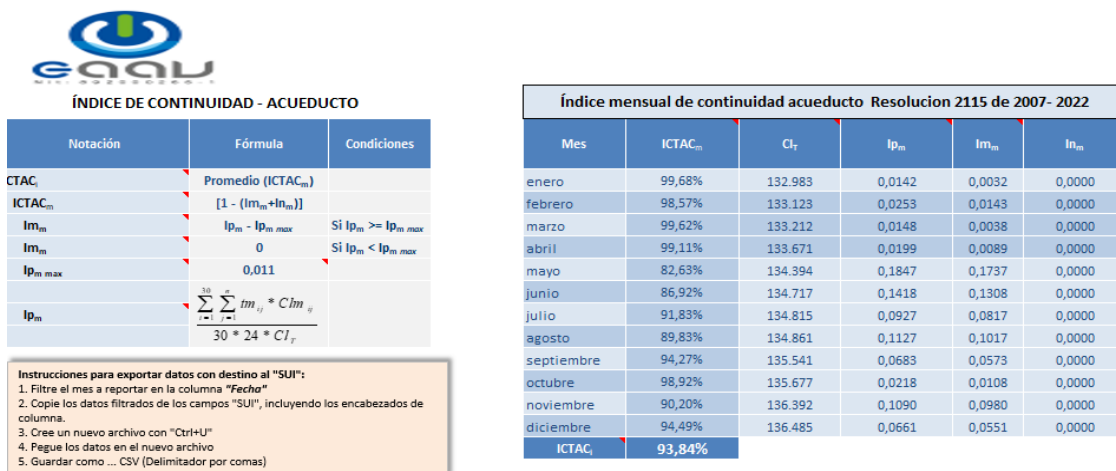 eaav
ÍNDICE DE CONTINUIDAD - ACUEDUCTO
Notación Fórmula Condiciones
CTACᵢ Promedio (ICTACₘ)
ICTACₘ [1 - (Imₘ+Inₘ)]
Imₘ Ipₘ - Ipₘ ₘₐₓ Si Ipₘ >= Ipₘ ₘₐₓ
Imₘ 0 Si Ipₘ < Ipₘ ₘₐₓ
Ipₘ ₘₐₓ 0,011
Ipₘ ∑ᵢ₌₁³⁰ ∑ⱼ₌₁ⁿ tmᵢⱼ * CImᵢⱼ
30 * 24 * CIᴛ
Instrucciones para exportar datos con destino al "SUI":
1. Filtre el mes a reportar en la columna "Fecha"
2. Copie los datos filtrados de los campos "SUI", incluyendo los encabezados de
columna.
3. Cree un nuevo archivo con "Ctrl+U"
4. Pegue los datos en el nuevo archivo
5. Guardar como ... CSV (Delimitador por comas)
Índice mensual de continuidad acueducto Resolucion 2115 de 2007- 2022
Mes ICTACₘ CIᴛ Ipₘ Imₘ Inₘ
enero 99,68% 132.983 0,0142 0,0032 0,0000
febrero 98,57% 133.123 0,0253 0,0143 0,0000
marzo 99,62% 133.212 0,0148 0,0038 0,0000
abril 99,11% 133.671 0,0199 0,0089 0,0000
mayo 82,63% 134.394 0,1847 0,1737 0,0000
junio 86,92% 134.717 0,1418 0,1308 0,0000
julio 91,83% 134.815 0,0927 0,0817 0,0000
agosto 89,83% 134.861 0,1127 0,1017 0,0000
septiembre 94,27% 135.541 0,0683 0,0573 0,0000
octubre 98,92% 135.677 0,0218 0,0108 0,0000
noviembre 90,20% 136.392 0,1090 0,0980 0,0000
diciembre 94,49% 136.485 0,0661 0,0551 0,0000
ICTACᵢ 93,84%